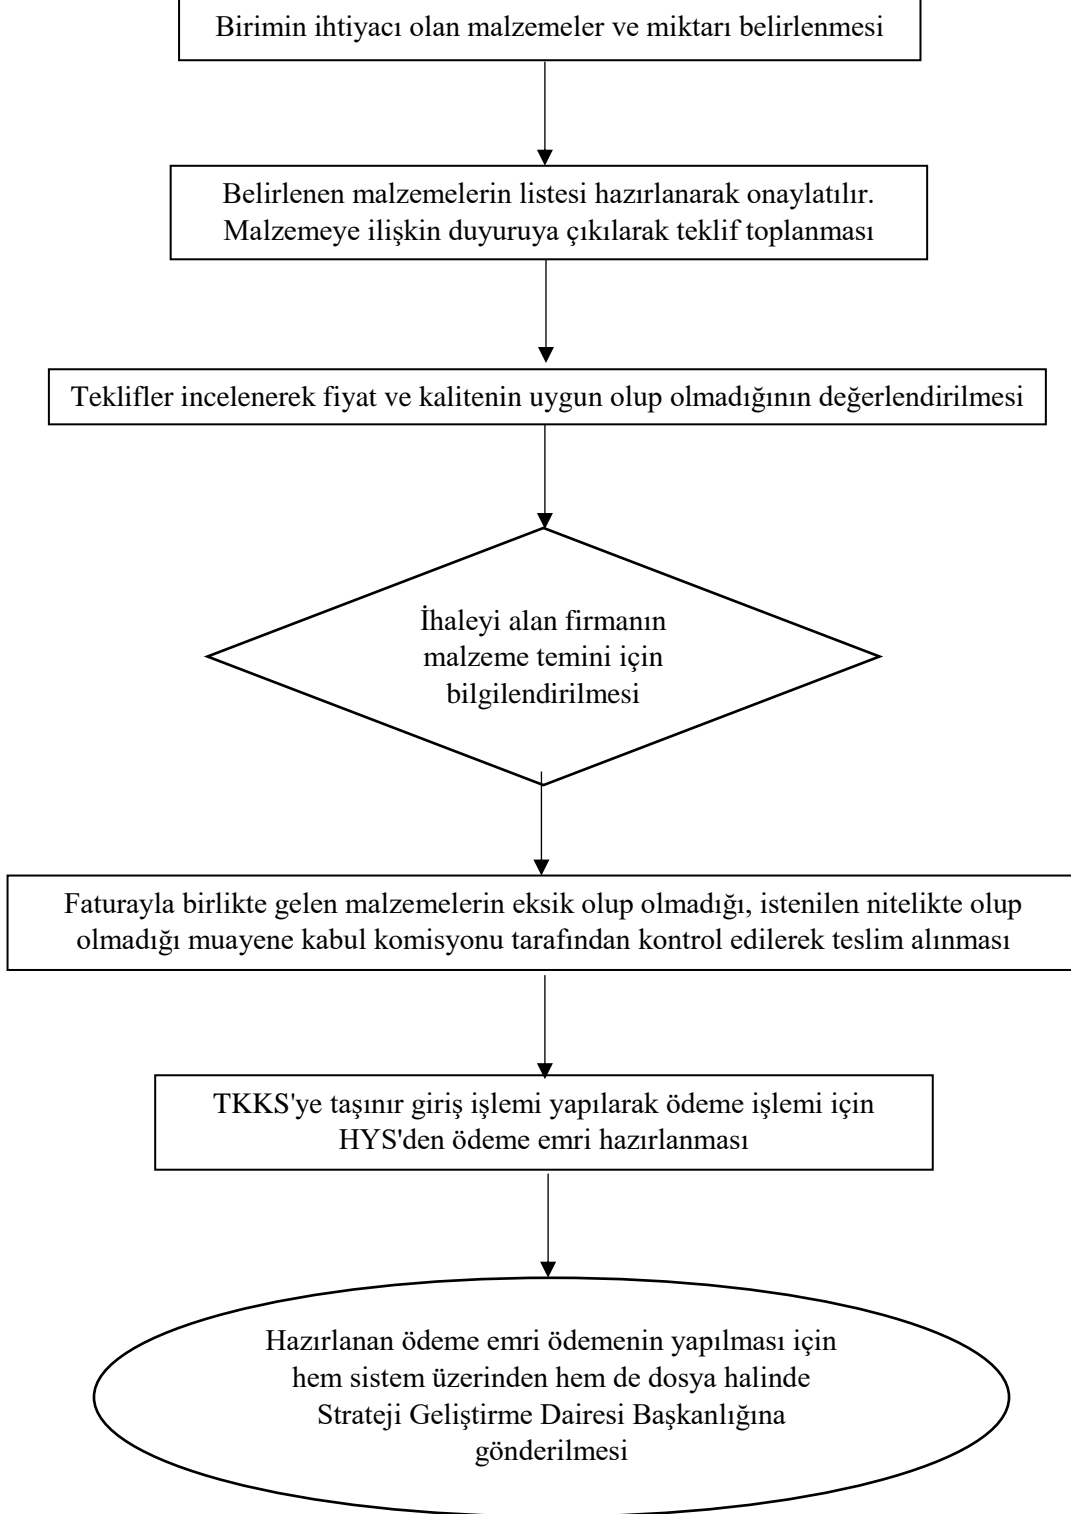 Birimin ihtiyacı olan malzemeler ve miktarı belirlenmesi
Belirlenen malzemelerin listesi hazırlanarak onaylatılır.
Malzemeye ilişkin duyuruya çıkılarak teklif toplanması
Teklifler incelenerek fiyat ve kalitenin uygun olup olmadığının değerlendirilmesi
İhaleyi alan firmanın
malzeme temini için
bilgilendirilmesi
Faturayla birlikte gelen malzemelerin eksik olup olmadığı, istenilen nitelikte olup
olmadığı muayene kabul komisyonu tarafından kontrol edilerek teslim alınması
TKKS'ye taşınır giriş işlemi yapılarak ödeme işlemi için
HYS'den ödeme emri hazırlanması
Hazırlanan ödeme emri ödemenin yapılması için
hem sistem üzerinden hem de dosya halinde
Strateji Geliştirme Dairesi Başkanlığına
gönderilmesi